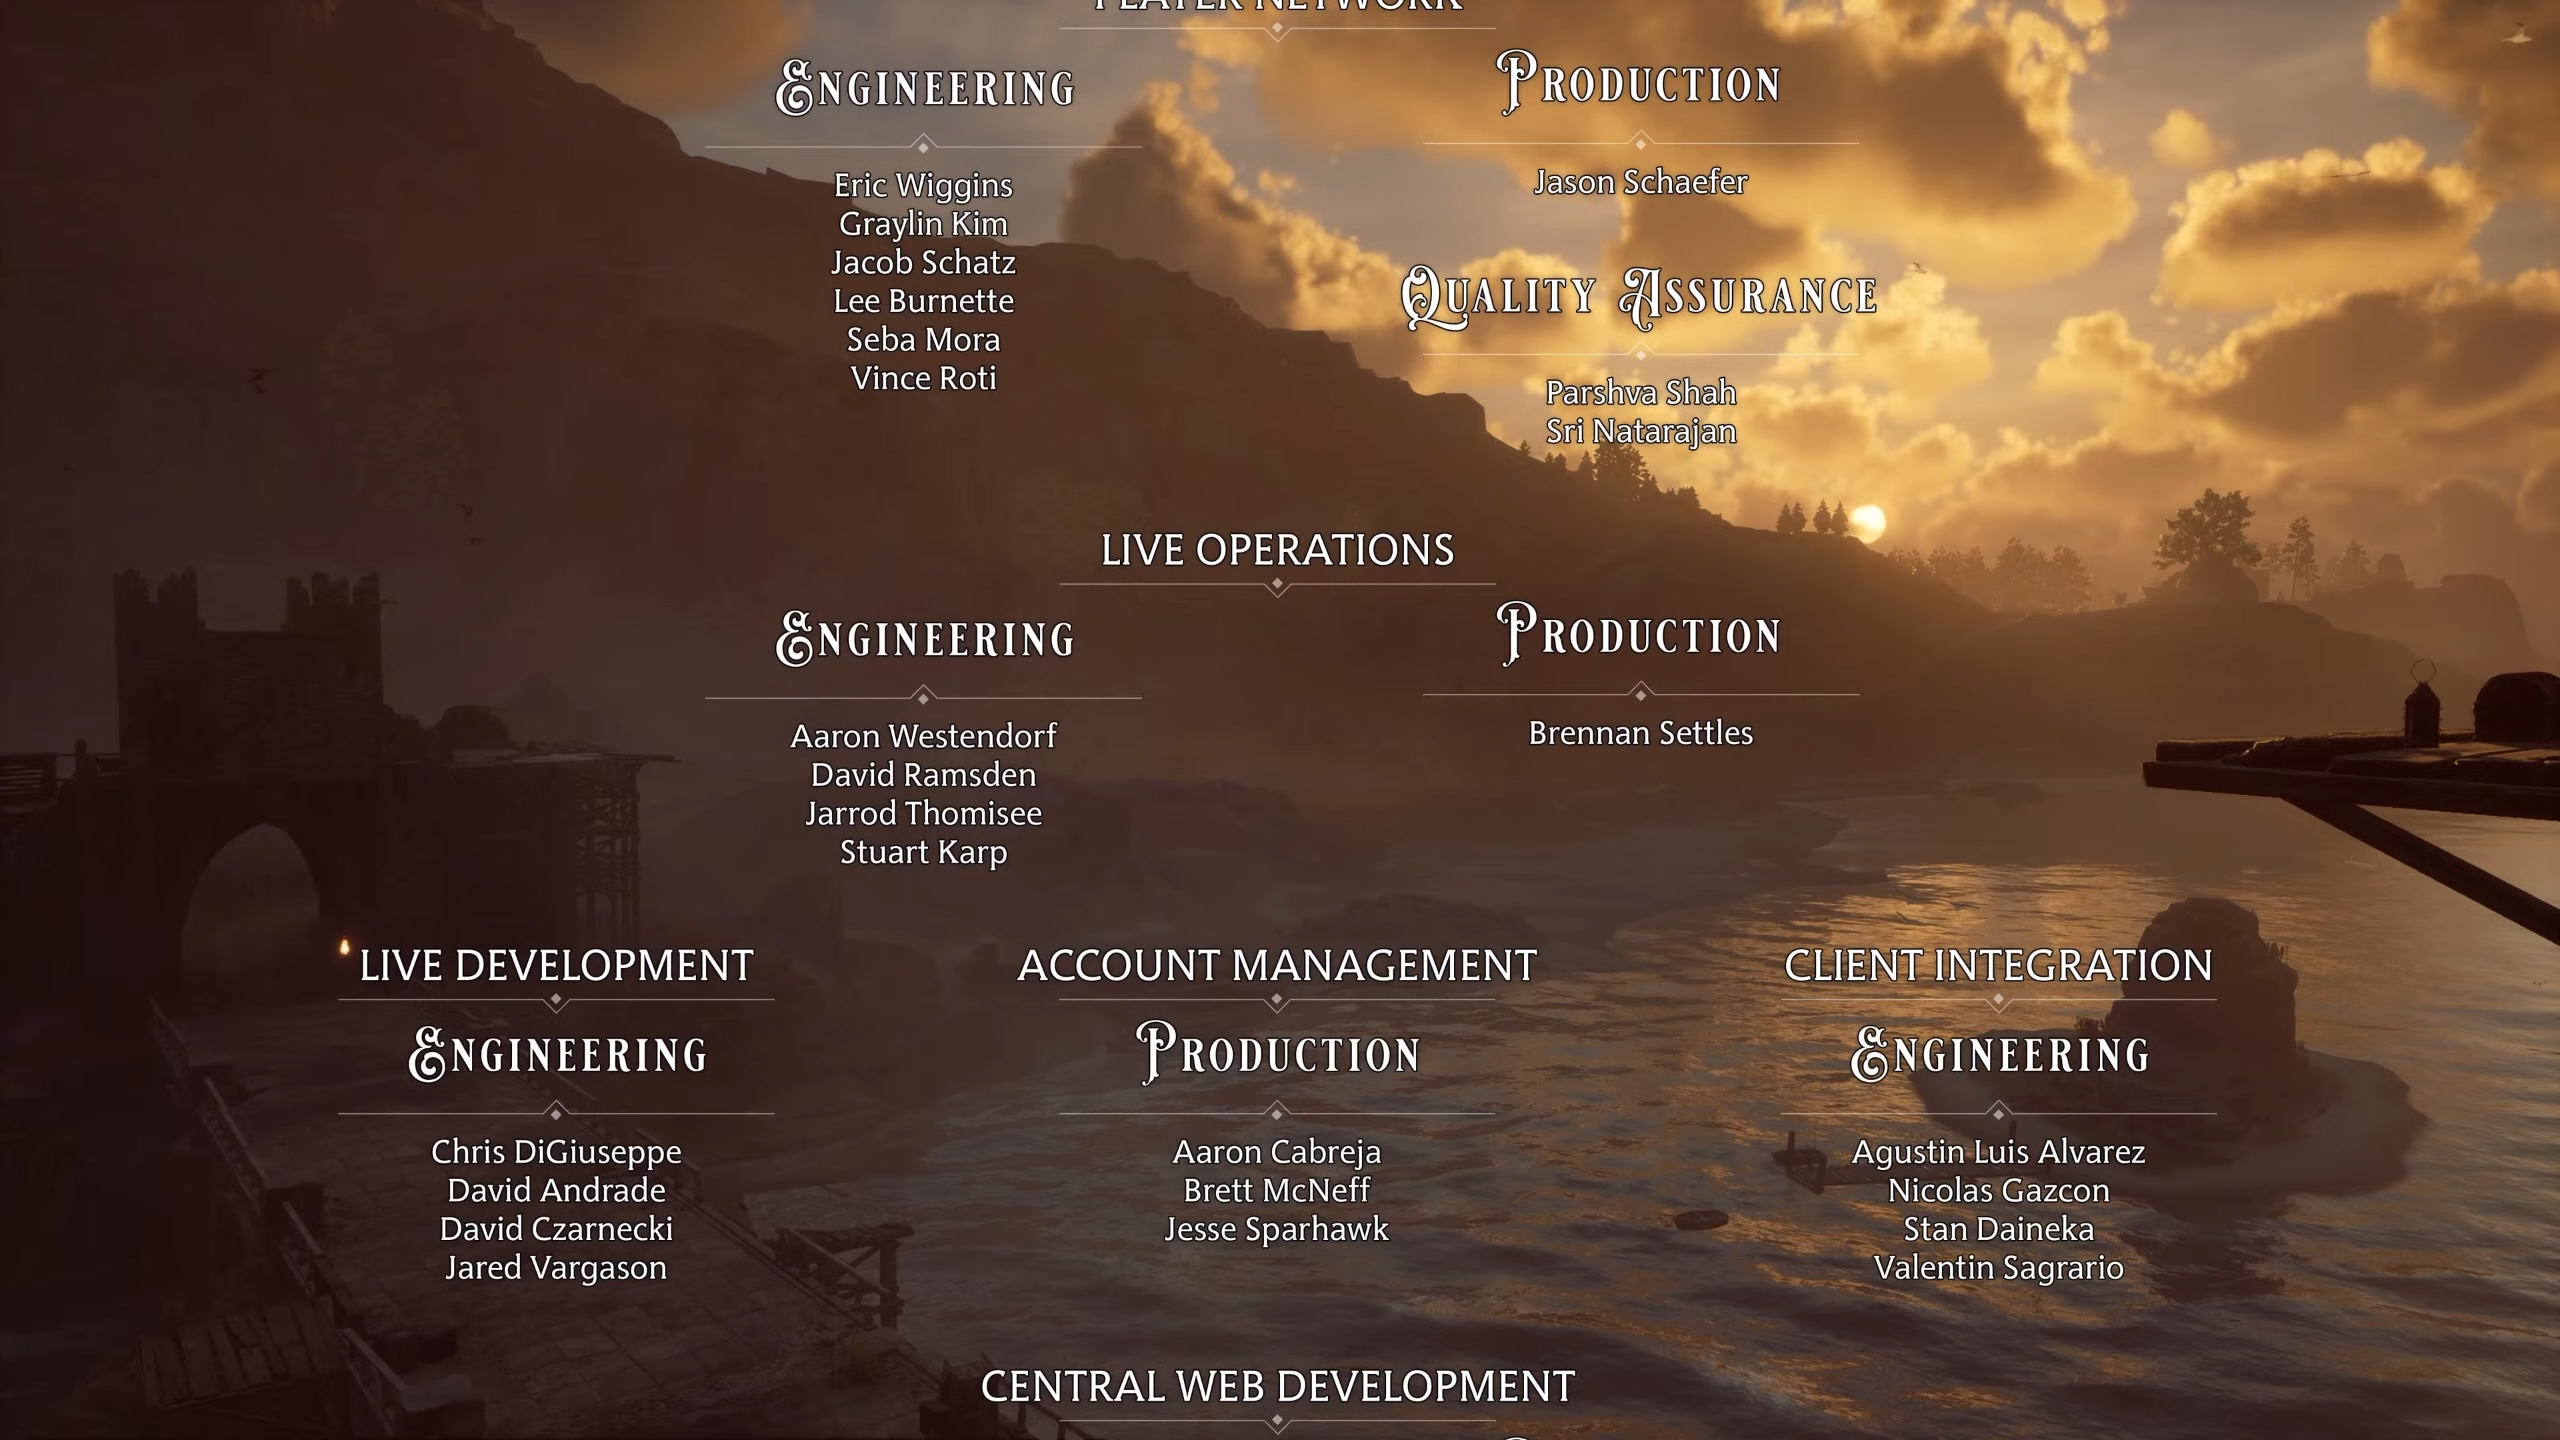 PLAYER NETWORK
Engineering
Eric Wiggins
Graylin Kim
Jacob Schatz
Lee Burnette
Seba Mora
Vince Roti
Production
Jason Schaefer
Quality Assurance
Parshva Shah
Sri Natarajan
LIVE OPERATIONS
Engineering
Aaron Westendorf
David Ramsden
Jarrod Thomisee
Stuart Karp
Production
Brennan Settles
LIVE DEVELOPMENT
Engineering
Chris DiGiuseppe
David Andrade
David Czarnecki
Jared Vargason
ACCOUNT MANAGEMENT
Production
Aaron Cabreja
Brett McNeff
Jesse Sparhawk
CLIENT INTEGRATION
Engineering
Agustin Luis Alvarez
Nicolas Gazcon
Stan Daineka
Valentin Sagrario
CENTRAL WEB DEVELOPMENT